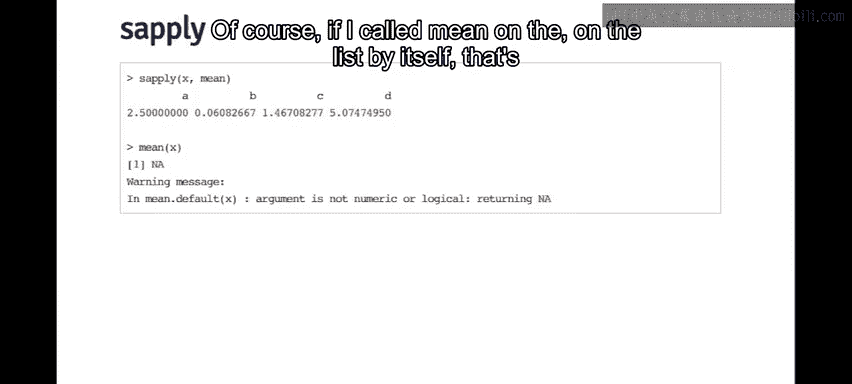 sapply
Of course, if I called mean on the, on the
list by itself, that's
> sapply(x, mean)
a b c d
2.50000000 0.06082667 1.46708277 5.07474950
> mean(x)
[1] NA
Warning message:
In mean.default(x) : argument is not numeric or logical: returning NA